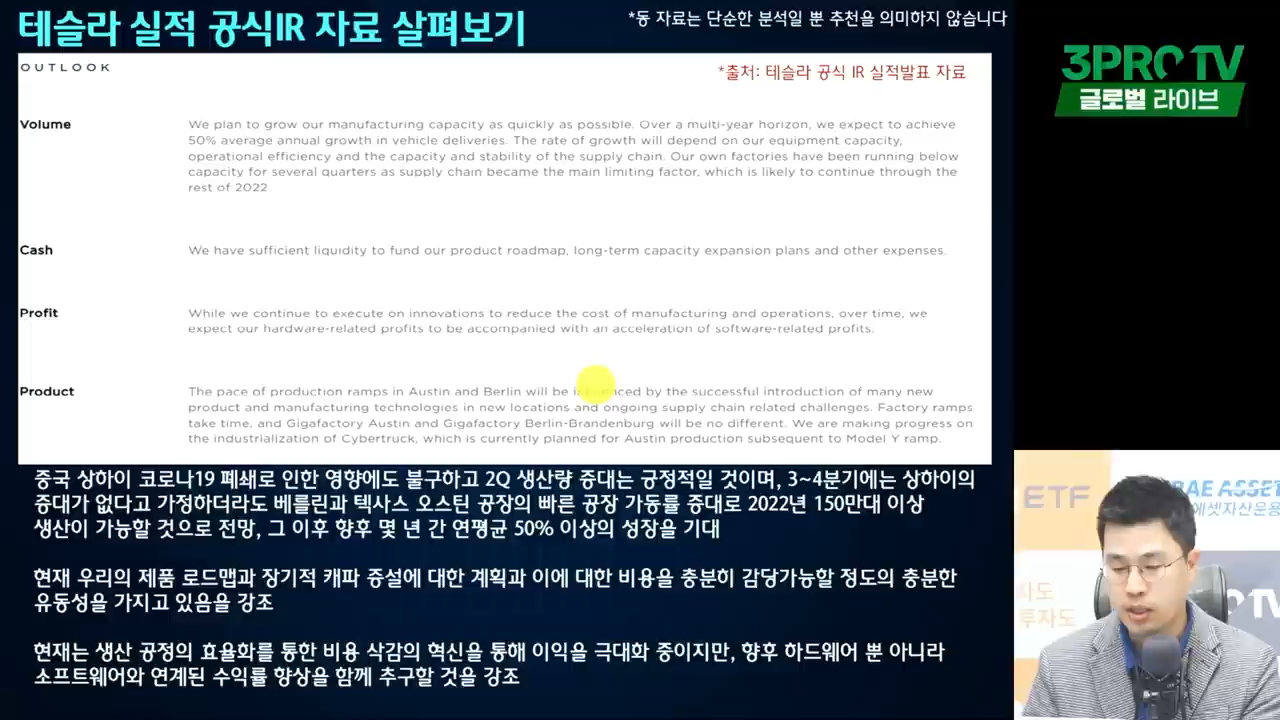 테슬라 실적 공식IR 자료 살펴보기
*동 자료는 단순한 분석일 뿐 추천을 의미하지 않습니다
3PRO TV
글로벌 라이브
OUTLOOK
*출처: 테슬라 공식 IR 실적발표 자료
Volume
We plan to grow our manufacturing capacity as quickly as possible. Over a multi-year horizon, we expect to achieve
50% average annual growth in vehicle deliveries. The rate of growth will depend on our equipment capacity,
operational efficiency and the capacity and stability of the supply chain. Our own factories have been running below
capacity for several quarters as supply chain became the main limiting factor, which is likely to continue through the
rest of 2022
Cash
We have sufficient liquidity to fund our product roadmap, long-term capacity expansion plans and other expenses.
Profit
While we continue to execute on innovations to reduce the cost of manufacturing and operations, over time, we
expect our hardware-related profits to be accompanied with an acceleration of software-related profits.
Product
The pace of production ramps in Austin and Berlin will be influenced by the successful introduction of many new
product and manufacturing technologies in new locations and ongoing supply chain related challenges. Factory ramps
take time, and Gigafactory Austin and Gigafactory Berlin-Brandenburg will be no different. We are making progress on
the industrialization of Cybertruck, which is currently planned for Austin production subsequent to Model Y ramp.
중국 상하이 코로나19 폐쇄로 인한 영향에도 불구하고 2Q 생산량 증대는 긍정적일 것이며, 3~4분기에는 상하이의
증대가 없다고 가정하더라도 베를린과 텍사스 오스틴 공장의 빠른 공장 가동률 증대로 2022년 150만대 이상
생산이 가능할 것으로 전망, 그 이후 향후 몇 년 간 연평균 50% 이상의 성장을 기대
현재 우리의 제품 로드맵과 장기적 캐파 증설에 대한 계획과 이에 대한 비용을 충분히 감당가능할 정도의 충분한
유동성을 가지고 있음을 강조
현재는 생산 공정의 효율화를 통한 비용 삭감의 혁신을 통해 이익을 극대화 중이지만, 향후 하드웨어 뿐 아니라
소프트웨어와 연계된 수익률 향상을 함께 추구할 것을 강조
ETF
RAE ASSE
에셋자산운용
자도
투자도
TV